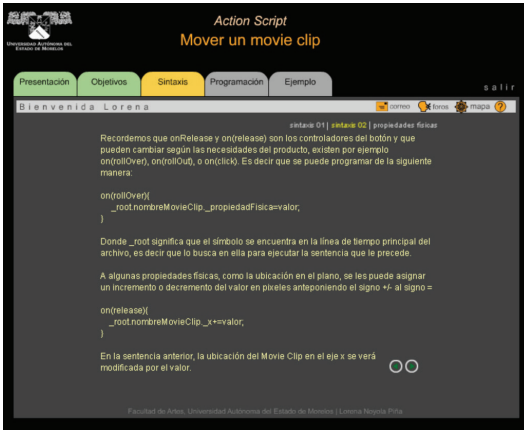 Action Script
Mover un movie clip
UNIVERSIDAD AUTÓNOMA DEL
ESTADO DE MORELOS
Presentación
Objetivos
Sintaxis
Programación
Ejemplo
salir
Bienvenida Lorena
correo
foros
mapa
?
sintaxis 01 | sintaxis 02 | propiedades físicas
Recordemos que onRelease y on(release) son los controladores del botón y que
pueden cambiar según las necesidades del producto, existen por ejemplo
on(rollOver), on(rollOut), o on(click). Es decir que se puede programar de la siguiente
manera:
on(rollOver){
_root.nombreMovieClip._propiedadFisica=valor;
}
Donde _root significa que el símbolo se encuentra en la línea de tiempo principal del
archivo, es decir que lo busca en ella para ejecutar la sentencia que le precede.
A algunas propiedades físicas, como la ubicación en el plano, se les puede asignar
un incremento o decremento del valor en pixeles anteponiendo el signo +/- al signo =
on(release){
_root.nombreMovieClip._x+=valor;
}
En la sentencia anterior, la ubicación del Movie Clip en el eje x se verá
modificada por el valor.
Facultad de Artes, Universidad Autónoma del Estado de Morelos | Lorena Noyola Piña